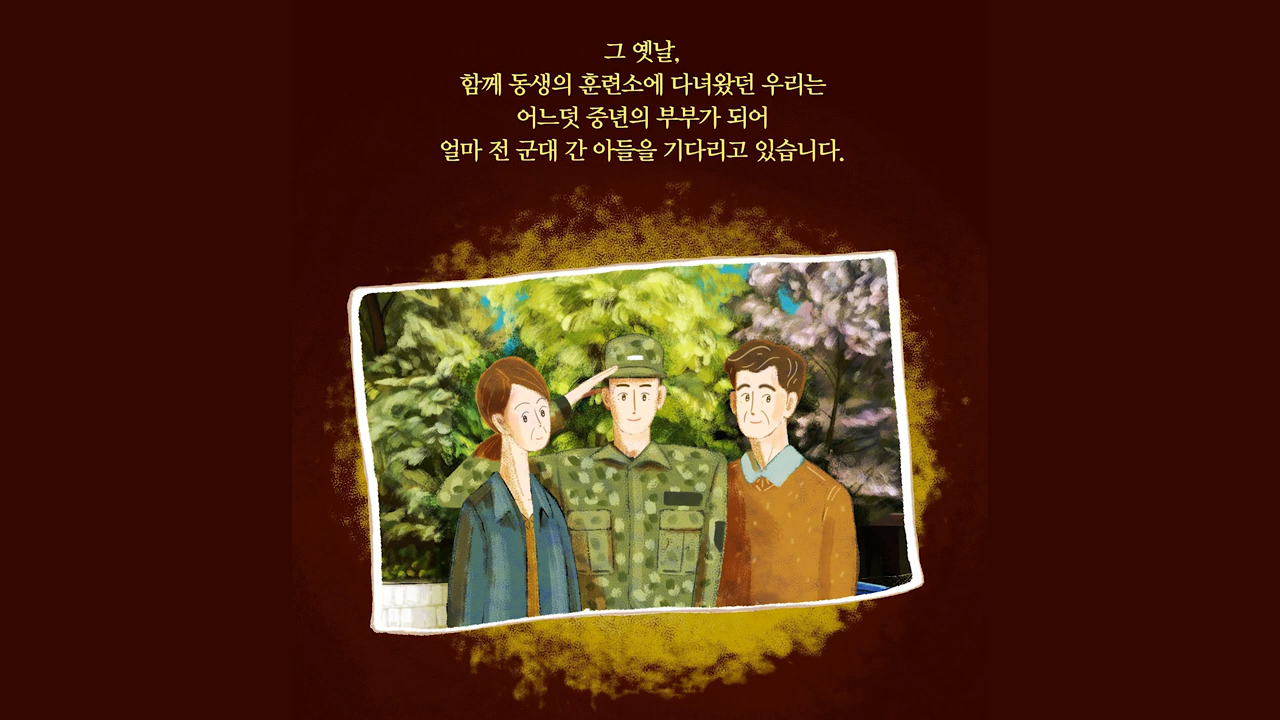 그 옛날,
함께 동생의 훈련소에 다녀왔던 우리는
어느덧 중년의 부부가 되어
얼마 전 군대 간 아들을 기다리고 있습니다.